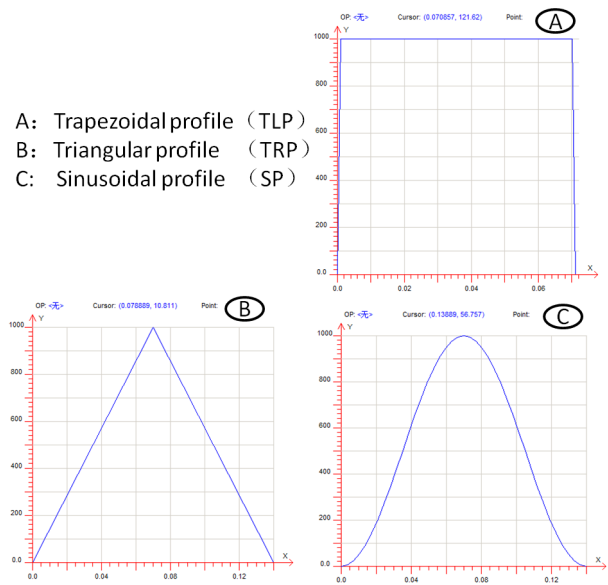 OP: <无> Cursor: (0.070857, 121.62) Point: A
Y
1000
800
600
400
200
0.0
X
0.0 0.02 0.04 0.06
A: Trapezoidal profile（TLP）
B: Triangular profile （TRP）
C: Sinusoidal profile （SP）
OP: <无> Cursor: (0.078889, 10.811) Point: B
Y
1000
800
600
400
200
0.0
X
0.0 0.04 0.08 0.12
OP: <无> Cursor: (0.13889, 56.757) Point: C
Y
1000
800
600
400
200
0.0
X
0.0 0.04 0.08 0.12